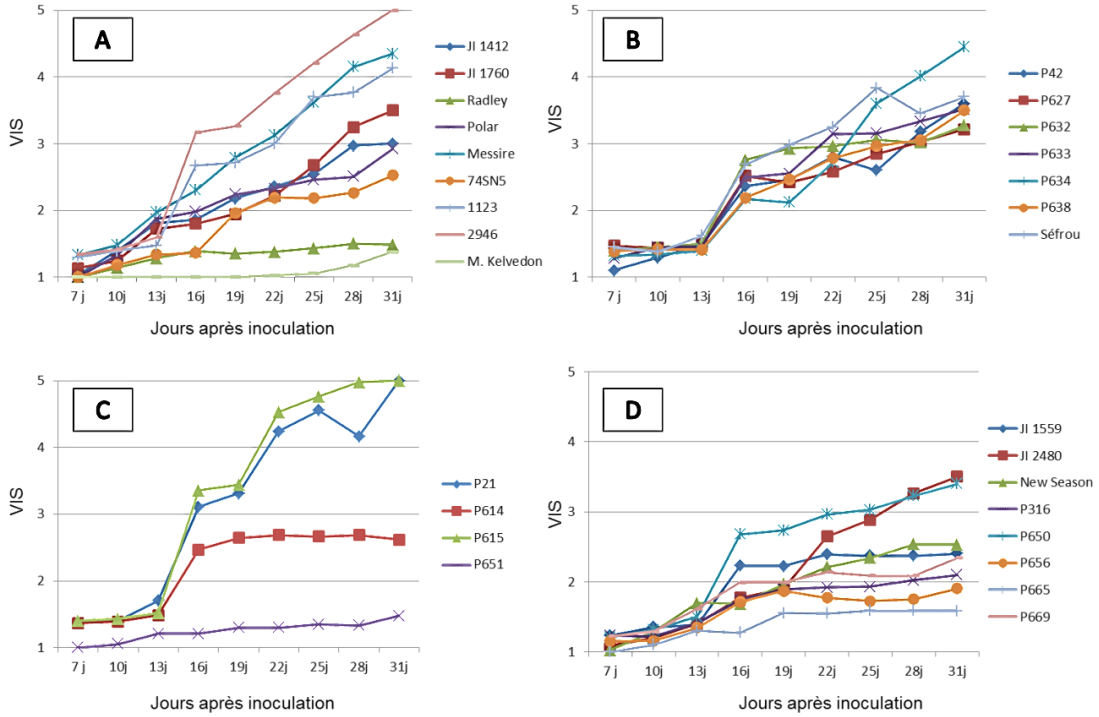 A
VIS
5
4
3
2
1
7 j 10j 13j 16j 19j 22j 25j 28j 31j
Jours après inoculation
JI 1412
JI 1760
Radley
Polar
Messire
74SN5
1123
2946
M. Kelvedon
B
VIS
5
4
3
2
1
7 j 10j 13j 16j 19j 22j 25j 28j 31j
Jours après inoculation
P42
P627
P632
P633
P634
P638
Séfrou
C
VIS
5
4
3
2
1
7 j 10j 13j 16j 19j 22j 25j 28j 31j
Jours après inoculation
P21
P614
P615
P651
D
VIS
5
4
3
2
1
7 j 10j 13j 16j 19j 22j 25j 28j 31j
Jours après inoculation
JI 1559
JI 2480
New Season
P316
P650
P656
P665
P669